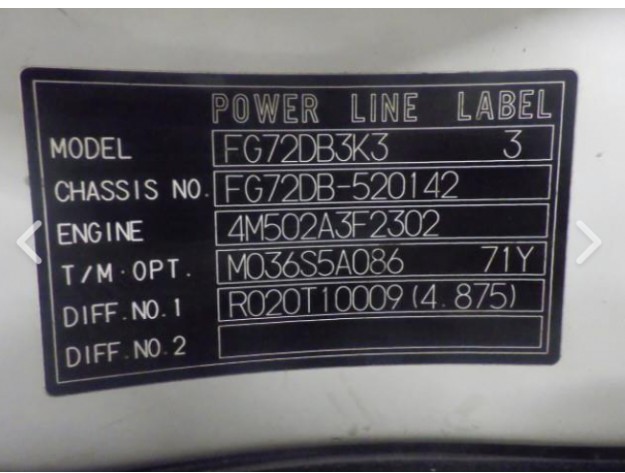 POWER LINE LABEL
MODEL FG72DB3K3 3
CHASSIS NO. FG72DB-520142
ENGINE 4M502A3F2302
T/M·OPT. M036S5A086 71Y
DIFF.NO.1 R020T10009(4.875)
DIFF.NO.2